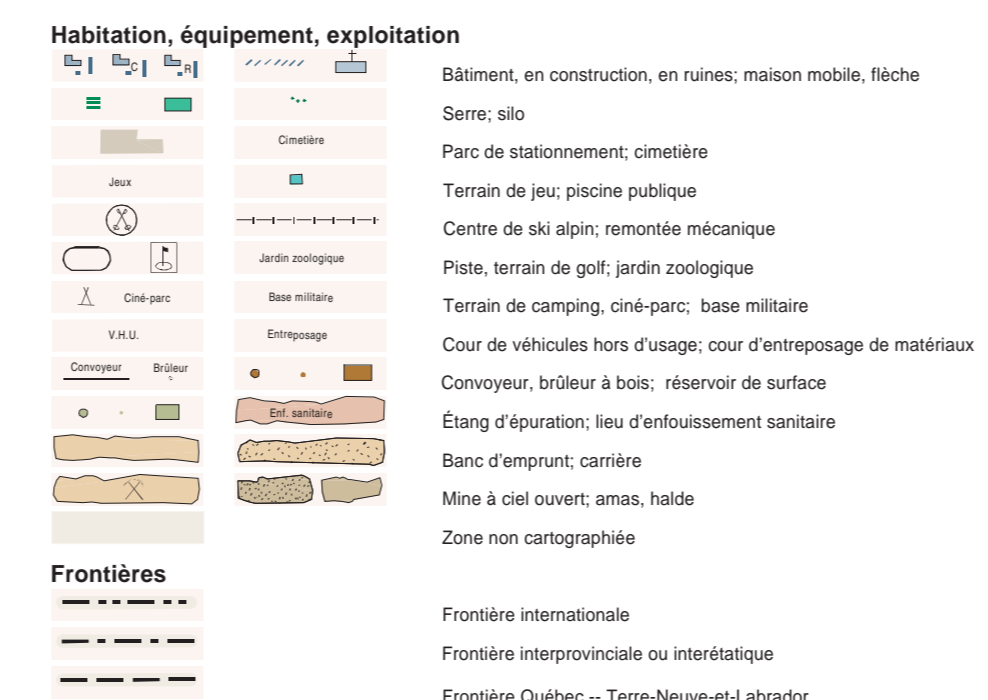 Habitation, équipement, exploitation
C R
Bâtiment, en construction, en ruines; maison mobile, flèche
Serre; silo
Cimetière
Parc de stationnement; cimetière
Jeux
Terrain de jeu; piscine publique
Centre de ski alpin; remontée mécanique
Jardin zoologique
Piste, terrain de golf; jardin zoologique
Ciné-parc Base militaire
Terrain de camping, ciné-parc; base militaire
V.H.U. Entreposage
Cour de véhicules hors d'usage; cour d'entreposage de matériaux
Convoyeur Brûleur
Convoyeur, brûleur à bois; réservoir de surface
Enf. sanitaire
Étang d'épuration; lieu d'enfouissement sanitaire
Banc d'emprunt; carrière
Mine à ciel ouvert; amas, halde
Zone non cartographiée
Frontières
Frontière internationale
Frontière interprovinciale ou interétatique
Frontière Québec -- Terre-Neuve-et-Labrador